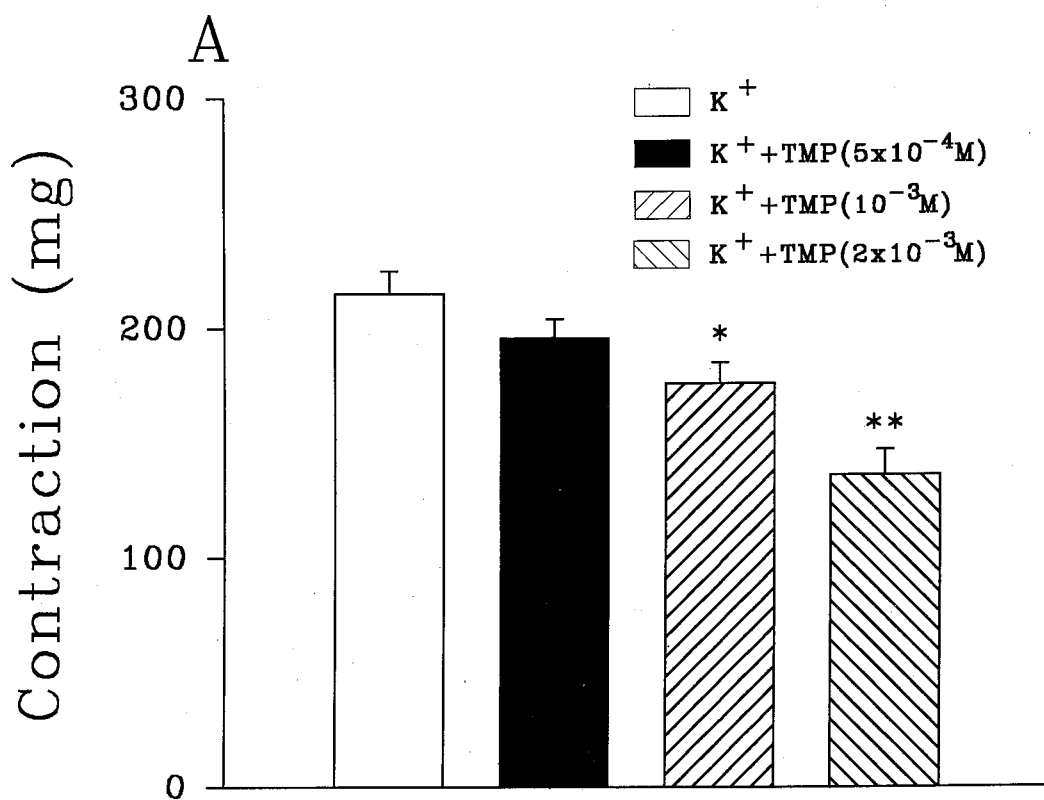 A
300
200
100
0
Contraction (mg)
K⁺
K⁺+TMP(5x10⁻⁴M)
K⁺+TMP(10⁻³M)
K⁺+TMP(2x10⁻³M)
*
**